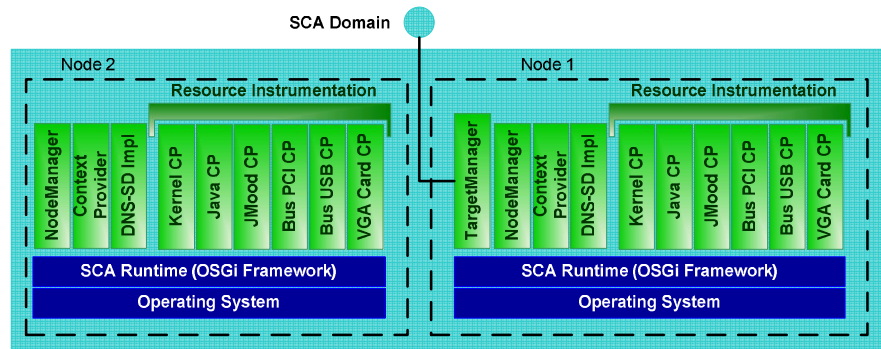 SCA Domain
Node 2
Resource Instrumentation
NodeManager
Context
Provider
DNS-SD Impl
Kernel CP
Java CP
JMood CP
Bus PCI CP
Bus USB CP
VGA Card CP
SCA Runtime (OSGi Framework)
Operating System
Node 1
Resource Instrumentation
TargetManager
NodeManager
Context
Provider
DNS-SD Impl
Kernel CP
Java CP
JMood CP
Bus PCI CP
Bus USB CP
VGA Card CP
SCA Runtime (OSGi Framework)
Operating System